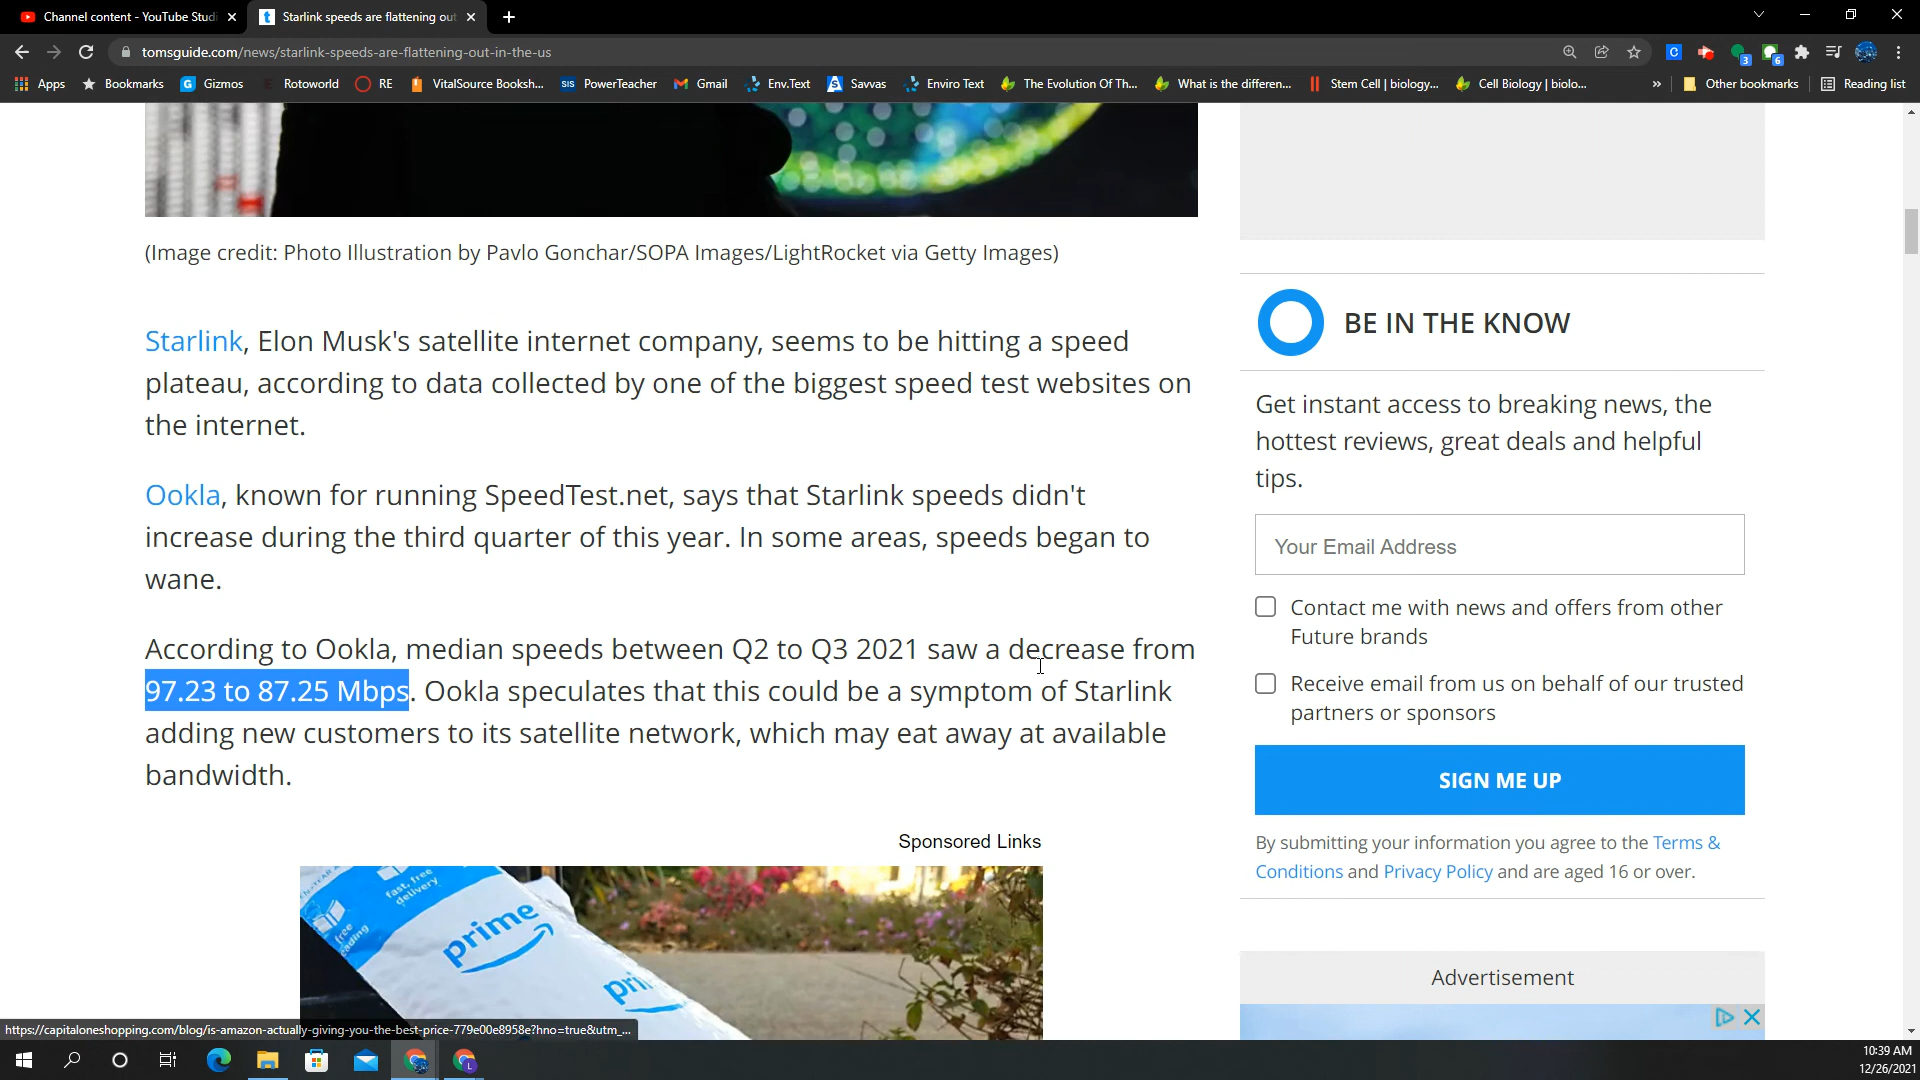 Channel content - YouTube Studi
Starlink speeds are flattening out
tomsguide.com/news/starlink-speeds-are-flattening-out-in-the-us
Apps Bookmarks Gizmos Rotoworld RE VitalSource Booksh... SIS PowerTeacher Gmail Env.Text Savvas Enviro Text The Evolution Of Th... What is the differen... Stem Cell | biology... Cell Biology | biolo... » Other bookmarks Reading list
(Image credit: Photo Illustration by Pavlo Gonchar/SOPA Images/LightRocket via Getty Images)
Starlink, Elon Musk's satellite internet company, seems to be hitting a speed
plateau, according to data collected by one of the biggest speed test websites on
the internet.
Ookla, known for running SpeedTest.net, says that Starlink speeds didn't
increase during the third quarter of this year. In some areas, speeds began to
wane.
According to Ookla, median speeds between Q2 to Q3 2021 saw a decrease from
97.23 to 87.25 Mbps. Ookla speculates that this could be a symptom of Starlink
adding new customers to its satellite network, which may eat away at available
bandwidth.
Sponsored Links
fast, free
delivery
prime
BE IN THE KNOW
Get instant access to breaking news, the
hottest reviews, great deals and helpful
tips.
Your Email Address
Contact me with news and offers from other
Future brands
Receive email from us on behalf of our trusted
partners or sponsors
SIGN ME UP
By submitting your information you agree to the Terms &
Conditions and Privacy Policy and are aged 16 or over.
Advertisement
https://capitaloneshopping.com/blog/is-amazon-actually-giving-you-the-best-price-779e00e8958e?hno=true&utm_...
10:39 AM
12/26/2021